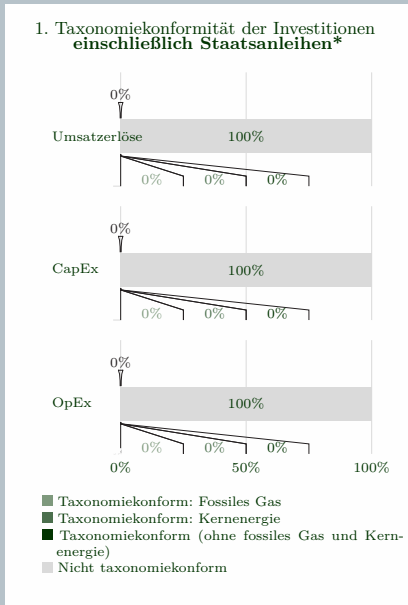 1. Taxonomiekonformität der Investitionen
einschließlich Staatsanleihen*
0%
Umsatzerlöse 100%
0% 0% 0%
0%
CapEx 100%
0% 0% 0%
0%
OpEx 100%
0% 0% 0%
0% 50% 100%
Taxonomiekonform: Fossiles Gas
Taxonomiekonform: Kernenergie
Taxonomiekonform (ohne fossiles Gas und Kern-
energie)
Nicht taxonomiekonform